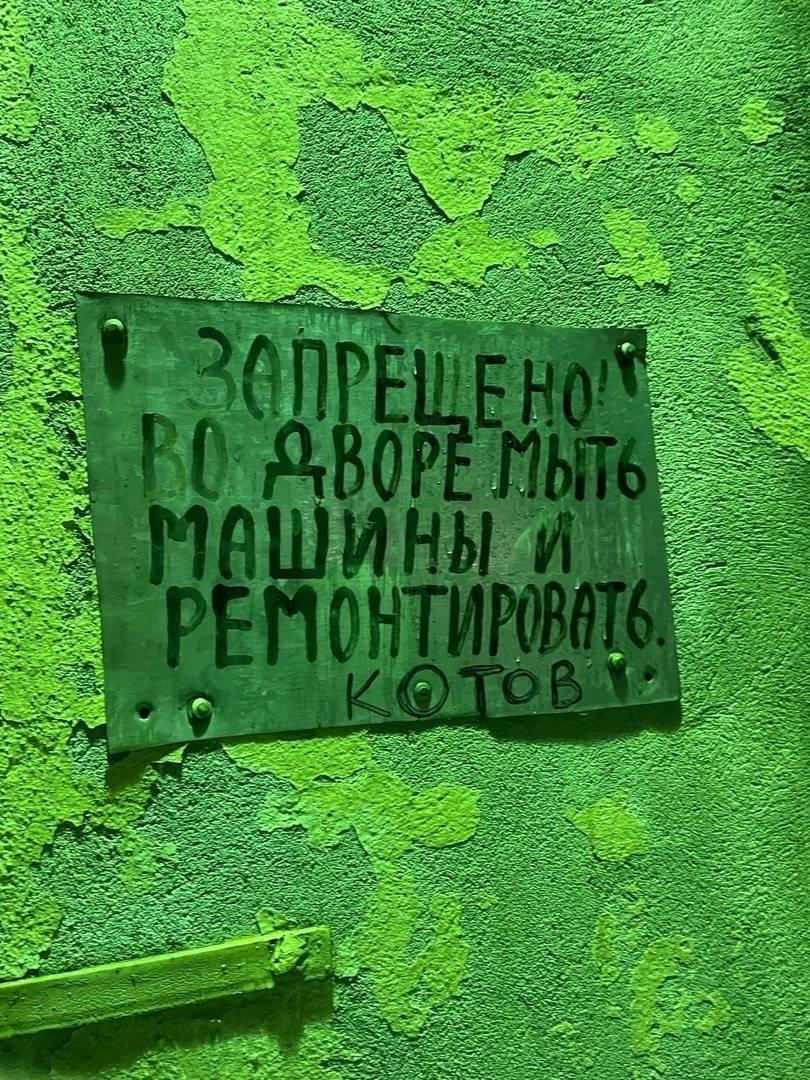 ЗАПРЕЩЕНО!
ВО ДВОРЕ МЫТЬ
МАШИНЫ И
РЕМОНТИРОВАТЬ.
КОТОВ